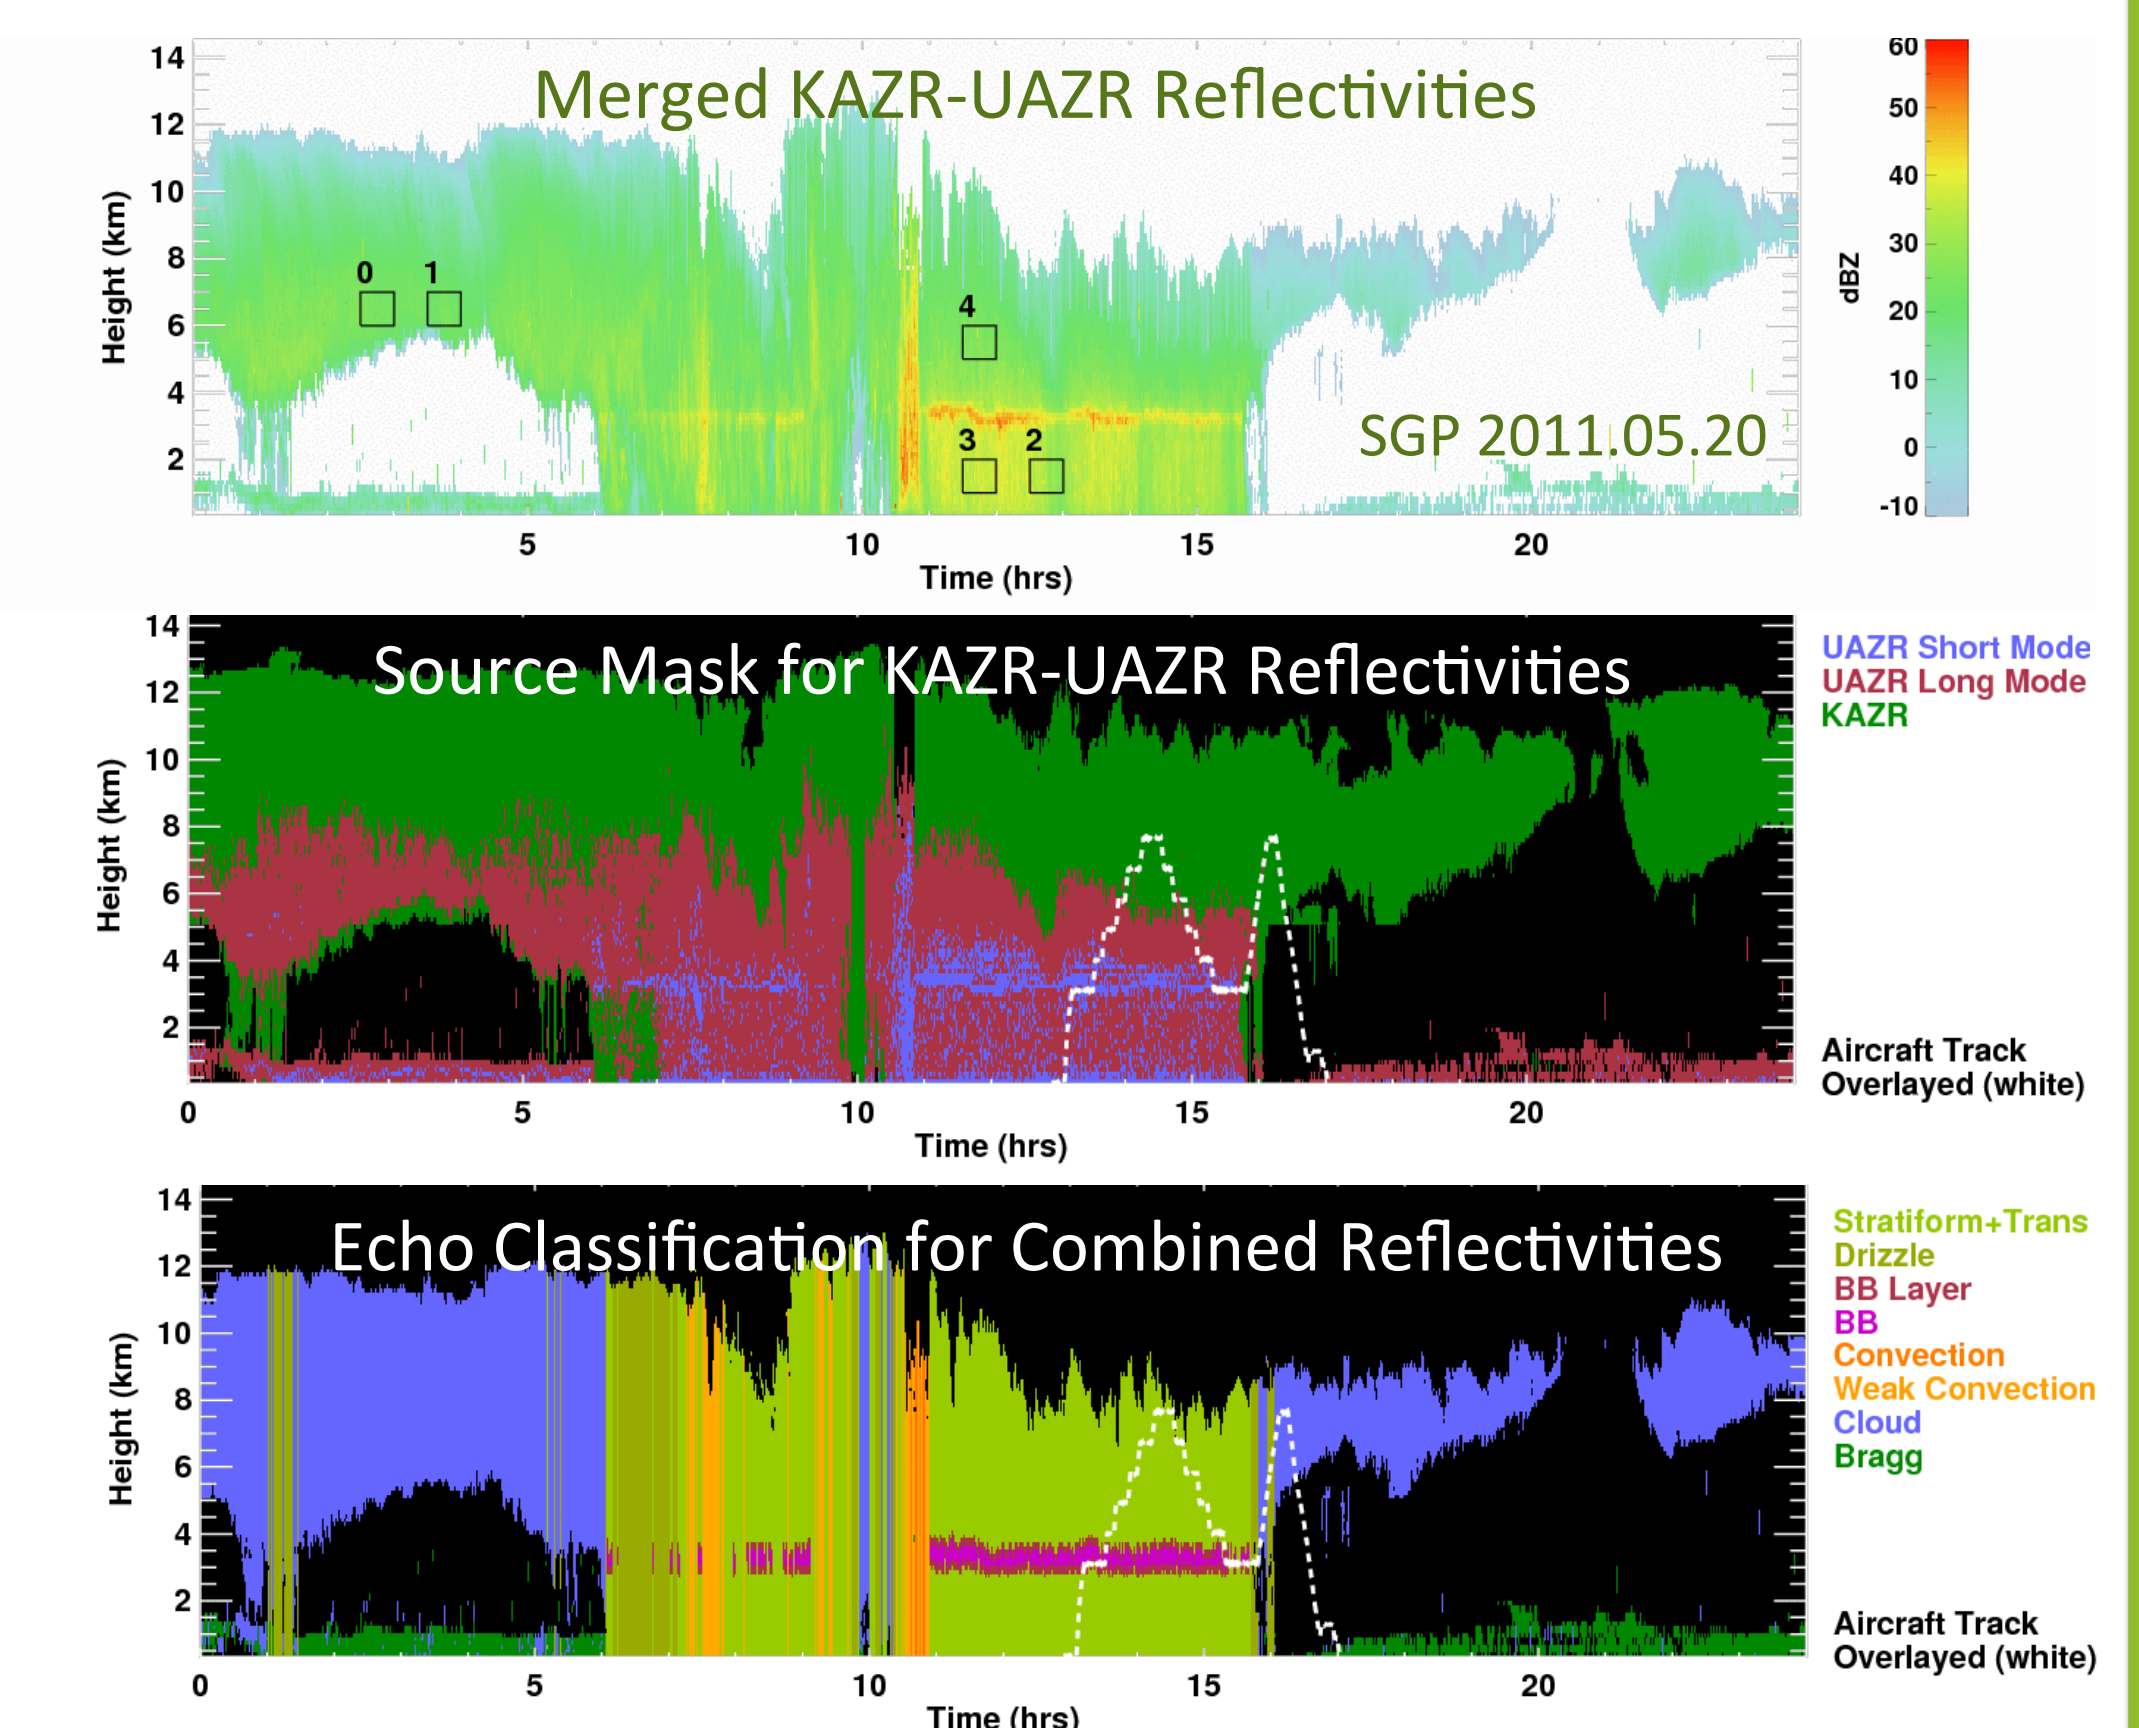 Merged KAZR-UAZR Reflectivities
14
12
10
8
6
4
2
Height (km)
0
1
4
3
2
SGP 2011.05.20
5
10
15
20
Time (hrs)
60
50
40
30
20
10
0
-10
dBZ
Source Mask for KAZR-UAZR Reflectivities
14
12
10
8
6
4
2
Height (km)
0
5
10
15
20
Time (hrs)
UAZR Short Mode
UAZR Long Mode
KAZR
Aircraft Track
Overlayed (white)
Echo Classification for Combined Reflectivities
14
12
10
8
6
4
2
Height (km)
0
5
10
15
20
Time (hrs)
Stratiform+Trans
Drizzle
BB Layer
BB
Convection
Weak Convection
Cloud
Bragg
Aircraft Track
Overlayed (white)